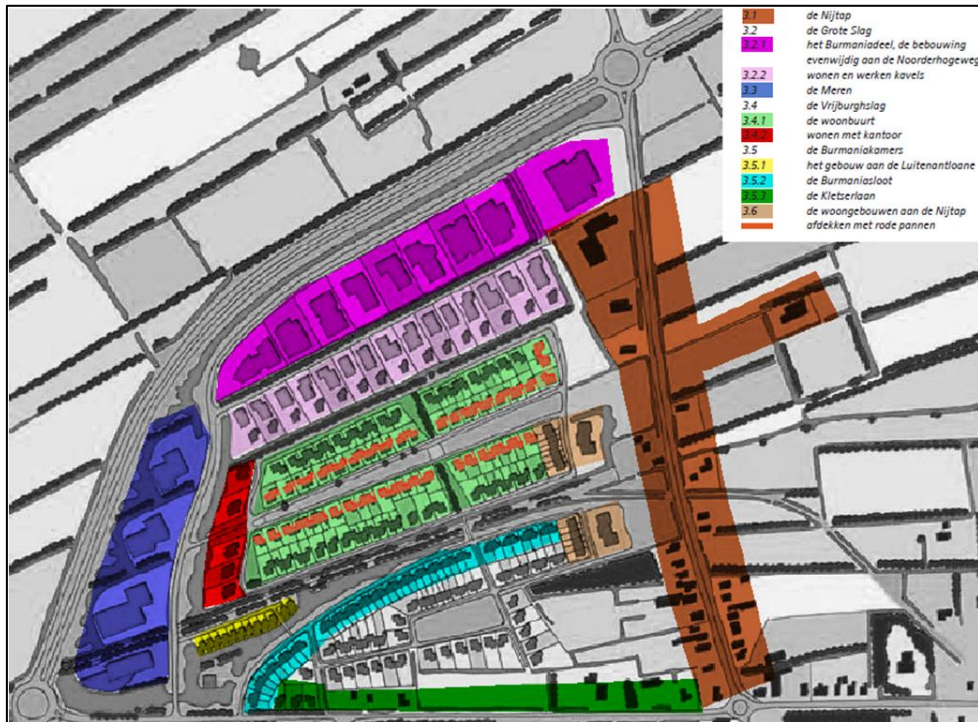 3.1 de Nijtap
3.2 de Grote Slag
3.2.1 het Burmaniadeel, de bebouwing
evenwijdig aan de Noorderhogeweg
3.2.2 wonen en werken kavels
3.3 de Meren
3.4 de Vrijburghslag
3.4.1 de woonbuurt
3.4.2 wonen met kantoor
3.5 de Burmaniakamers
3.5.1 het gebouw aan de Luitenantloane
3.5.2 de Burmaniasloot
3.5.3 de Kletserlaan
3.6 de woongebouwen aan de Nijtap
afdekken met rode pannen